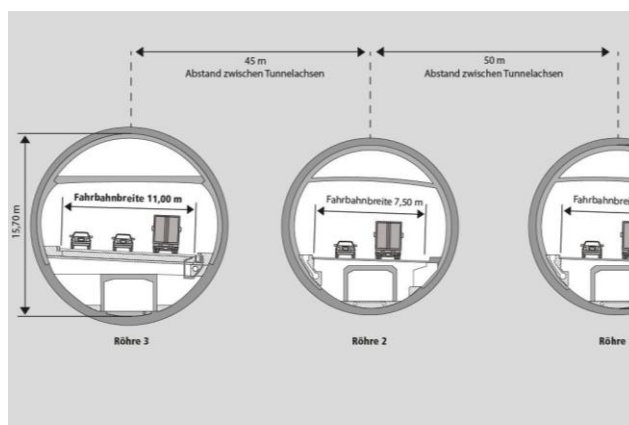 45 m
Abstand zwischen Tunnelachsen
50 m
Abstand zwischen Tunnelachsen
15,70 m
Fahrbahnbreite 11,00 m
Fahrbahnbreite 7,50 m
Röhre 3
Röhre 2
Röhre